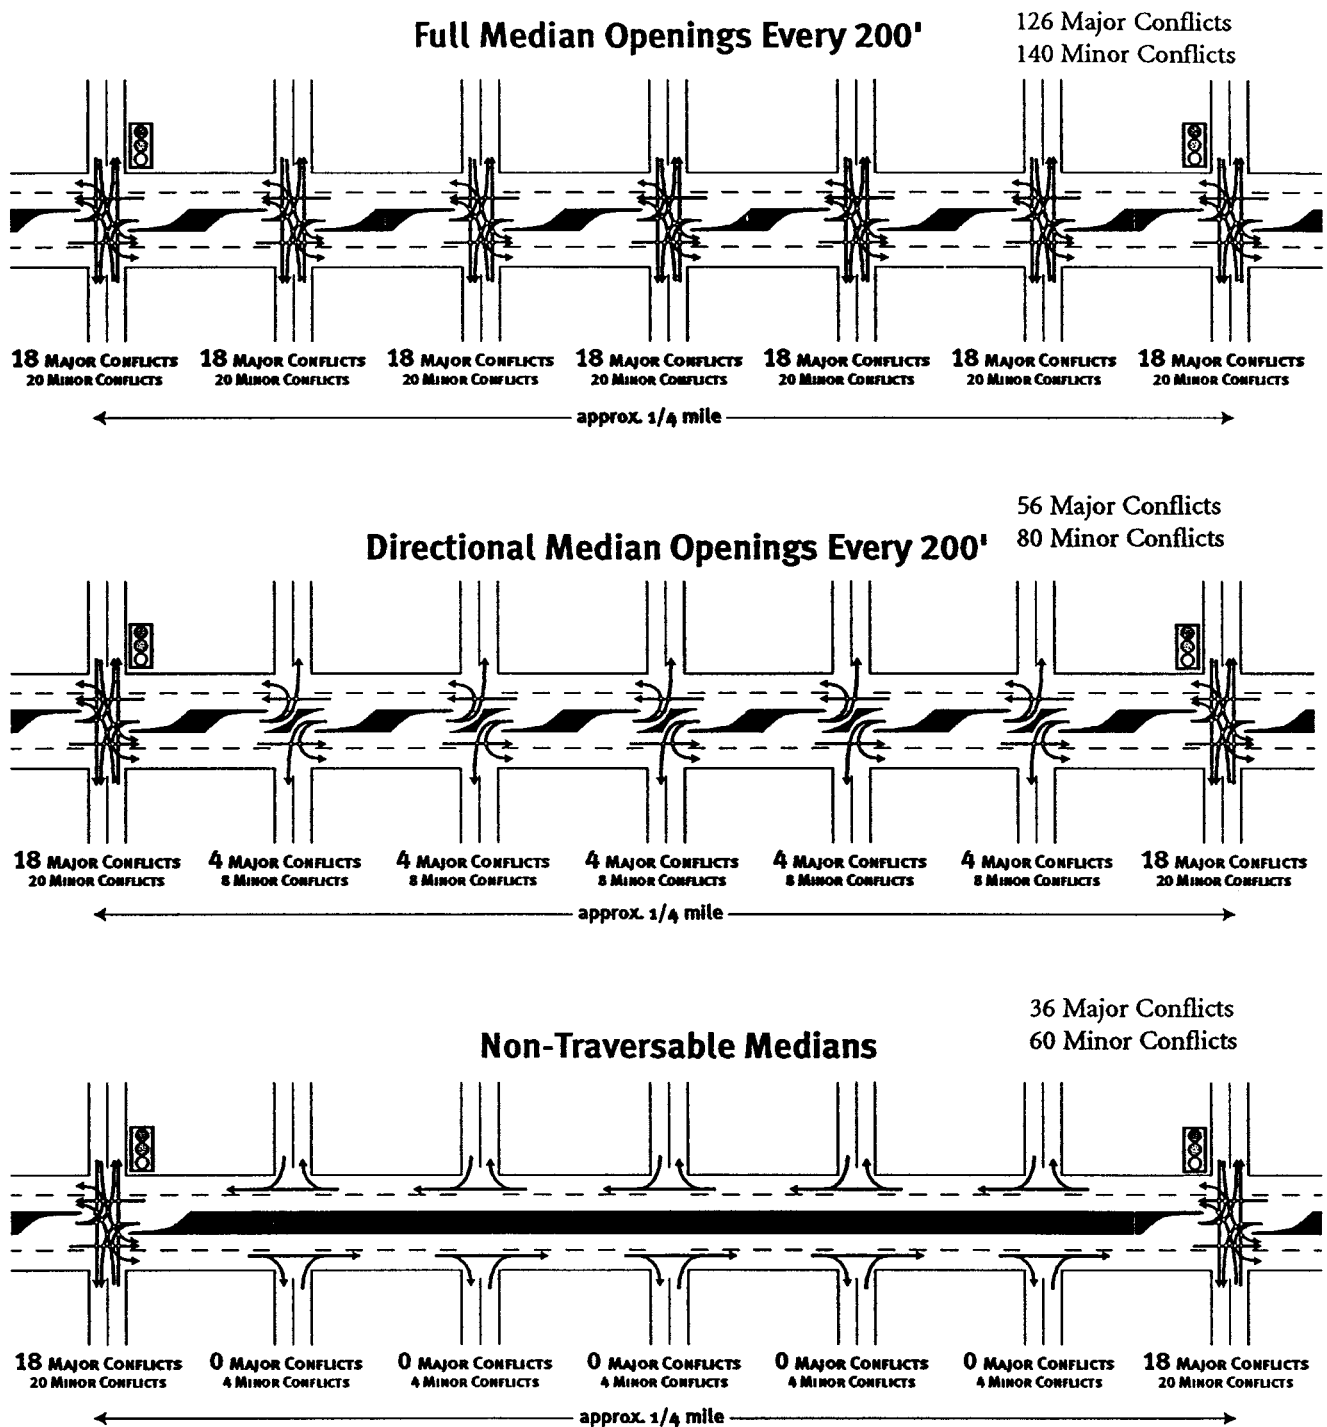 Full Median Openings Every 200'
126 Major Conflicts
140 Minor Conflicts
18 Major Conflicts 18 Major Conflicts 18 Major Conflicts 18 Major Conflicts 18 Major Conflicts 18 Major Conflicts 18 Major Conflicts
20 Minor Conflicts 20 Minor Conflicts 20 Minor Conflicts 20 Minor Conflicts 20 Minor Conflicts 20 Minor Conflicts 20 Minor Conflicts
approx. 1/4 mile
56 Major Conflicts
80 Minor Conflicts
Directional Median Openings Every 200'
18 Major Conflicts 4 Major Conflicts 4 Major Conflicts 4 Major Conflicts 4 Major Conflicts 4 Major Conflicts 18 Major Conflicts
20 Minor Conflicts 8 Minor Conflicts 8 Minor Conflicts 8 Minor Conflicts 8 Minor Conflicts 8 Minor Conflicts 20 Minor Conflicts
approx. 1/4 mile
36 Major Conflicts
60 Minor Conflicts
Non-Traversable Medians
18 Major Conflicts 0 Major Conflicts 0 Major Conflicts 0 Major Conflicts 0 Major Conflicts 0 Major Conflicts 18 Major Conflicts
20 Minor Conflicts 4 Minor Conflicts 4 Minor Conflicts 4 Minor Conflicts 4 Minor Conflicts 4 Minor Conflicts 20 Minor Conflicts
approx. 1/4 mile